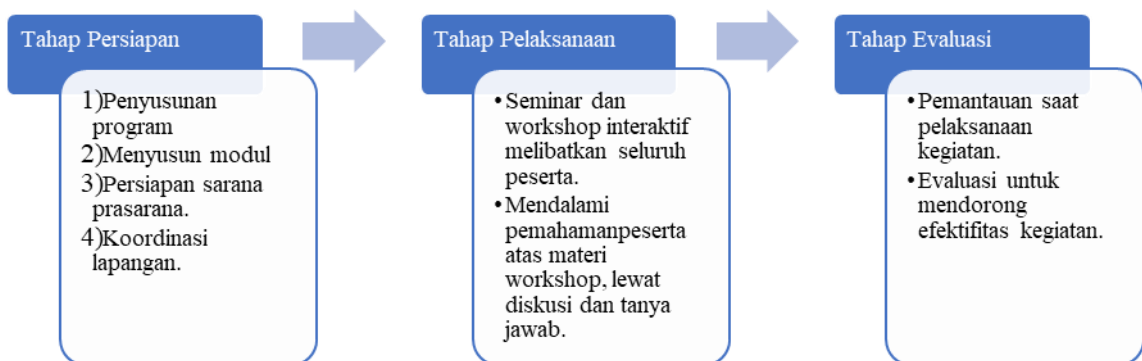 Tahap Persiapan
1)Penyusunan
program
2)Menyusun modul
3)Persiapan sarana
prasarana.
4)Koordinasi
lapangan.
Tahap Pelaksanaan
•Seminar dan
workshop interaktif
melibatkan seluruh
peserta.
•Mendalami
pemahamanpeserta
atas materi
workshop, lewat
diskusi dan tanya
jawab.
Tahap Evaluasi
•Pemantauan saat
pelaksanaan
kegiatan.
•Evaluasi untuk
mendorong
efektifitas kegiatan.